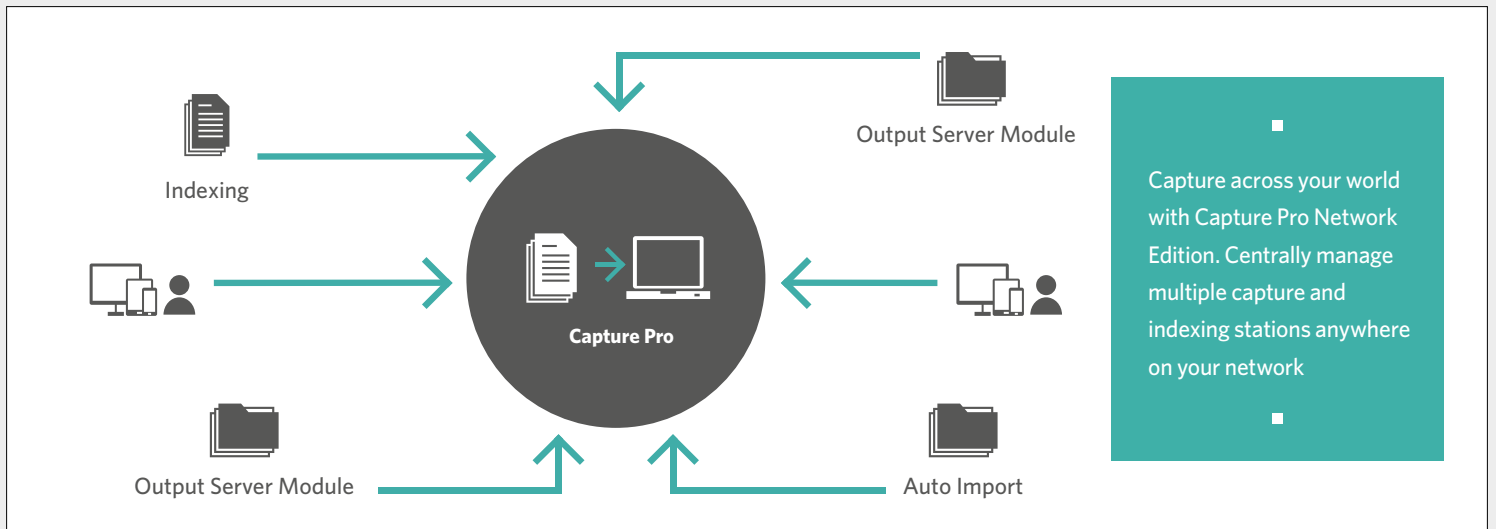 Output Server Module
Indexing
Capture Pro
Output Server Module
Auto Import
Capture across your world
with Capture Pro Network
Edition. Centrally manage
multiple capture and
indexing stations anywhere
on your network